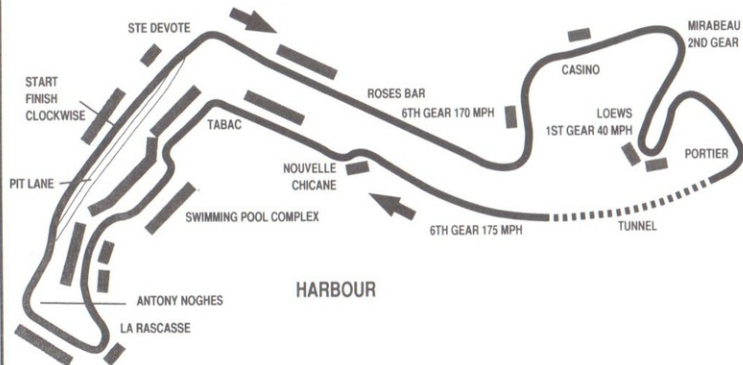 STE DEVOTE
MIRABEAU
2ND GEAR
CASINO
START
FINISH
CLOCKWISE
ROSES BAR
6TH GEAR 170 MPH
LOEWS
1ST GEAR 40 MPH
TABAC
PORTIER
NOUVELLE
CHICANE
PIT LANE
SWIMMING POOL COMPLEX
6TH GEAR 175 MPH
TUNNEL
HARBOUR
ANTONY NOGHES
LA RASCASSE